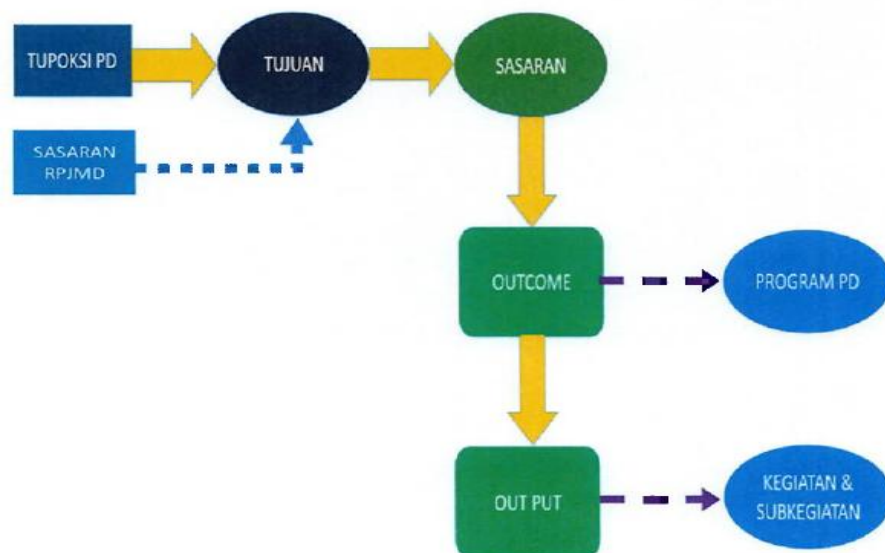 TUPOKSI PD
TUJUAN
SASARAN
SASARAN
RPJMD
OUTCOME
PROGRAM PD
OUT PUT
KEGIATAN &
SUBKEGIATAN